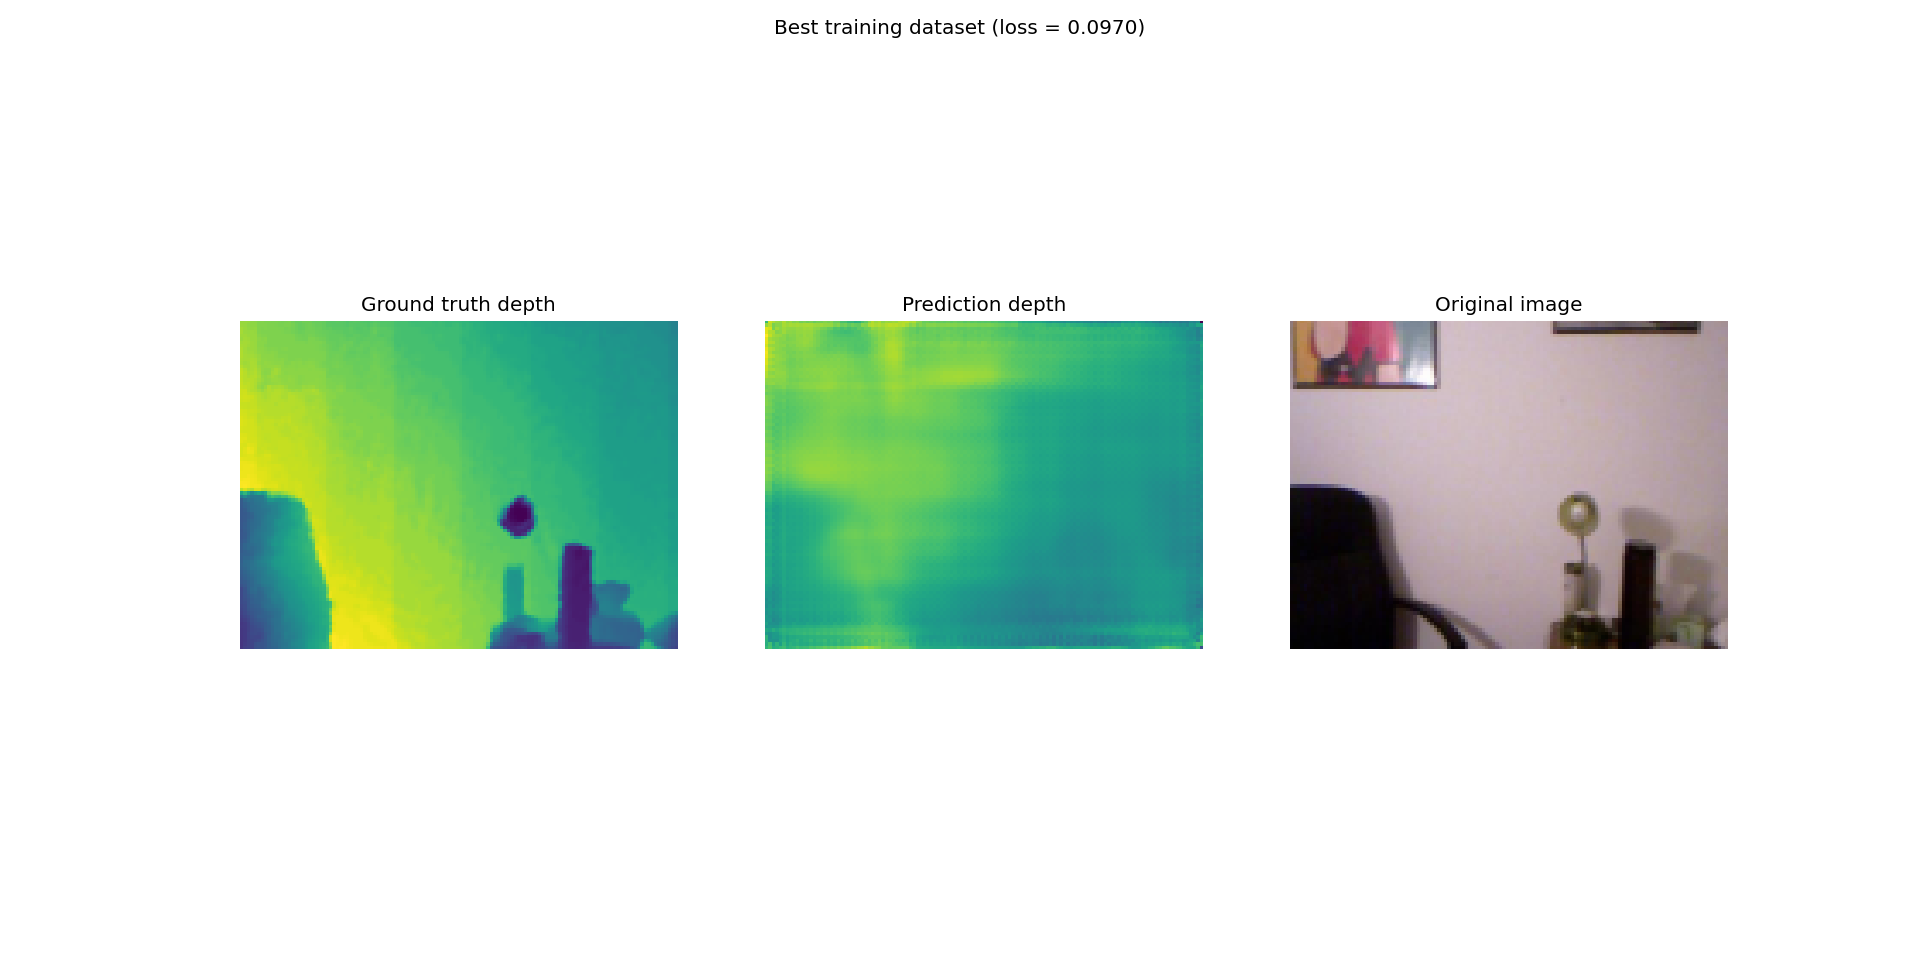 Best training dataset (loss = 0.0970)
Ground truth depth
Prediction depth
Original image